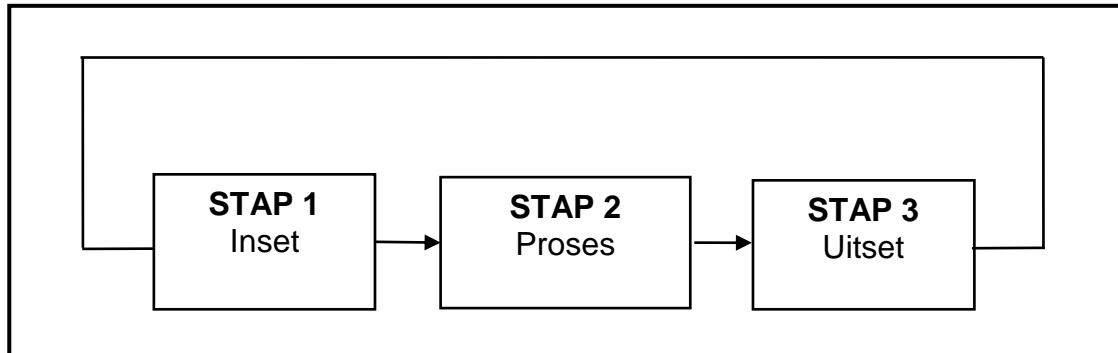 STAP 1
Inset
STAP 2
Proses
STAP 3
Uitset